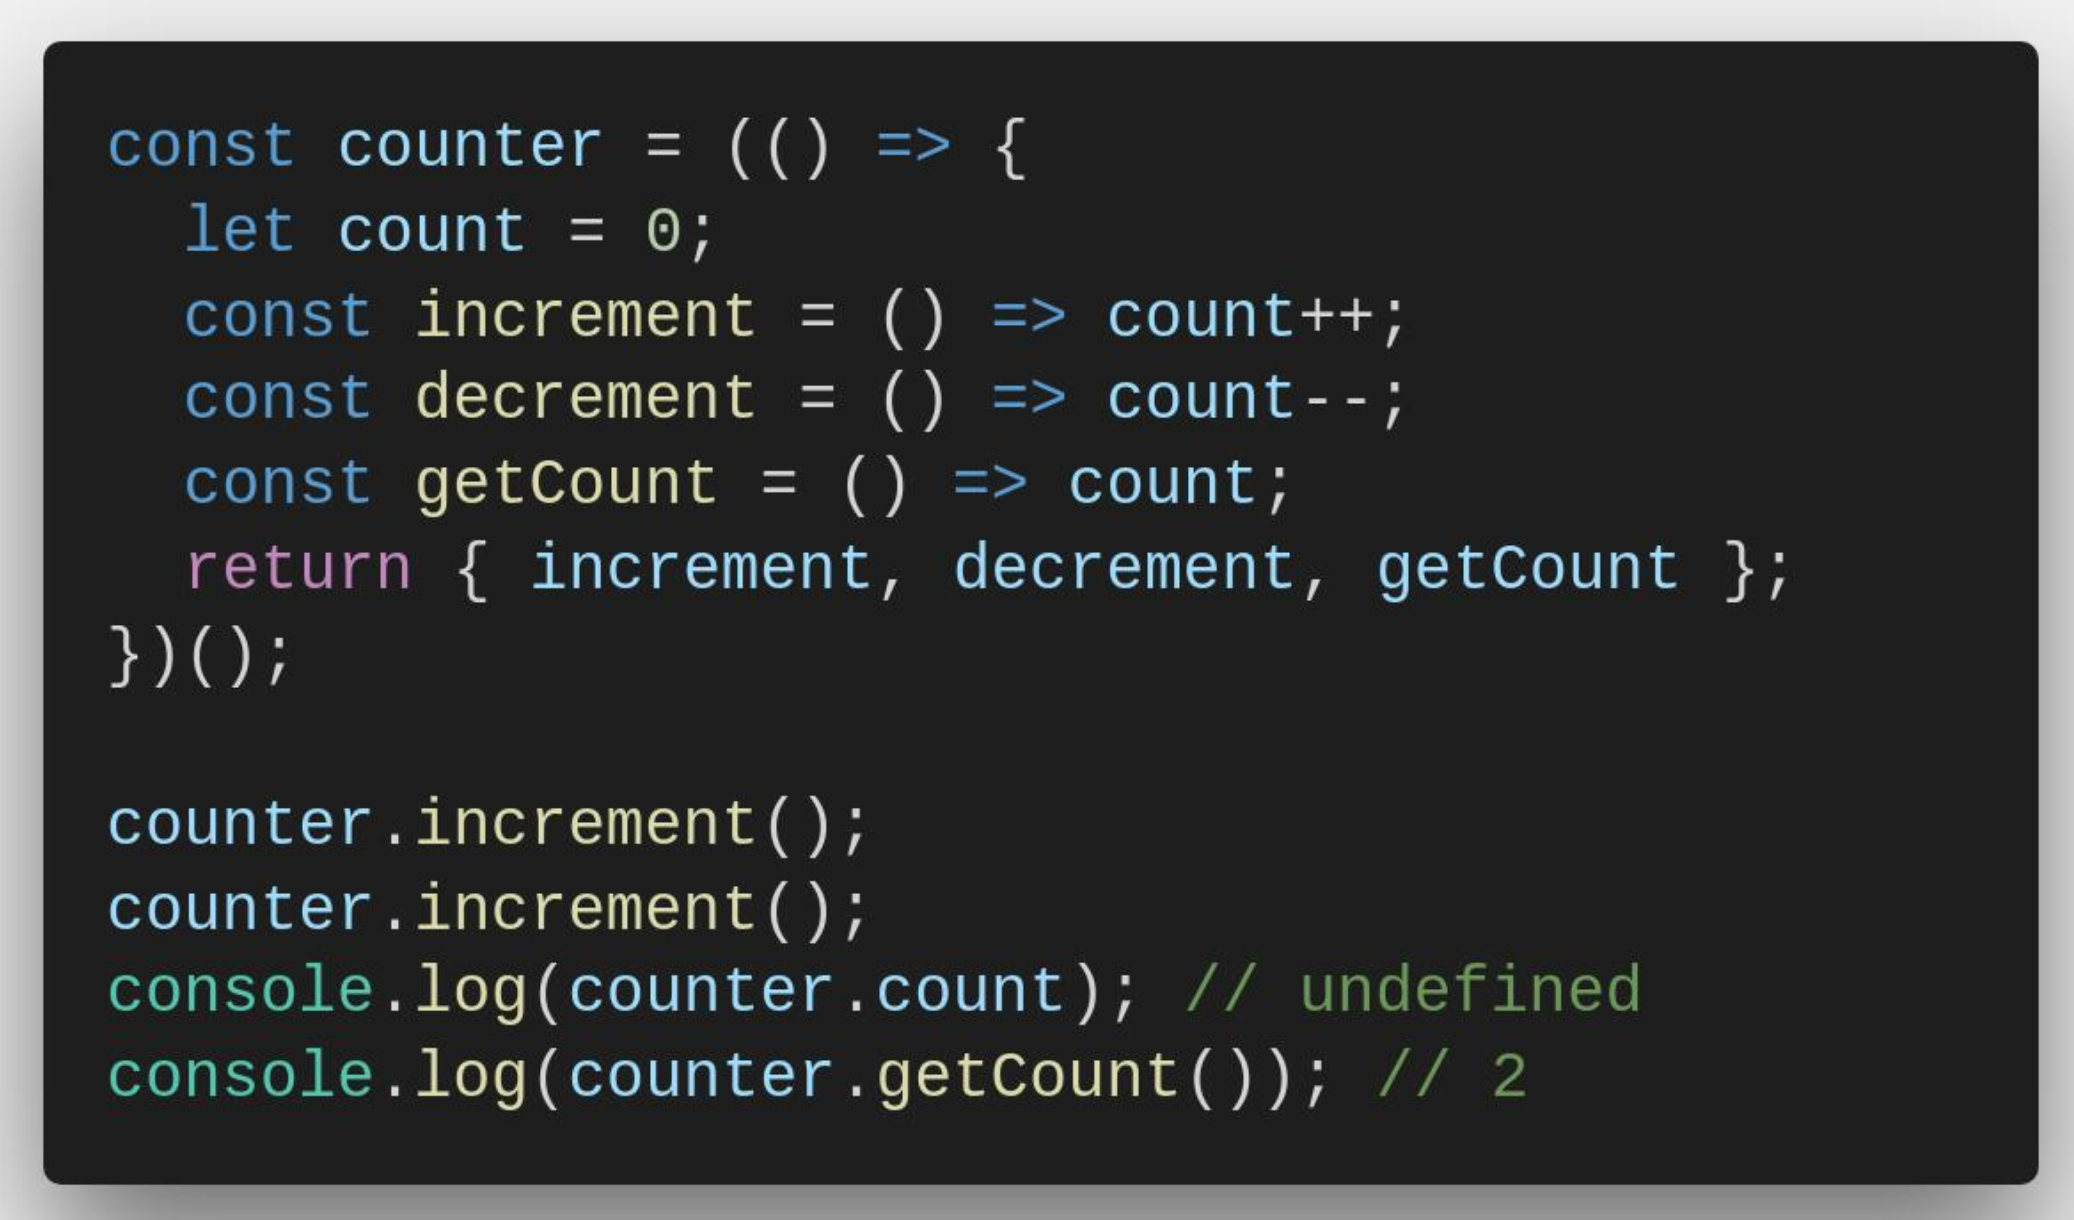 const counter = (() => {
  let count = 0;
  const increment = () => count++;
  const decrement = () => count--;
  const getCount = () => count;
  return { increment, decrement, getCount };
})();

counter.increment();
counter.increment();
console.log(counter.count); // undefined
console.log(counter.getCount()); // 2